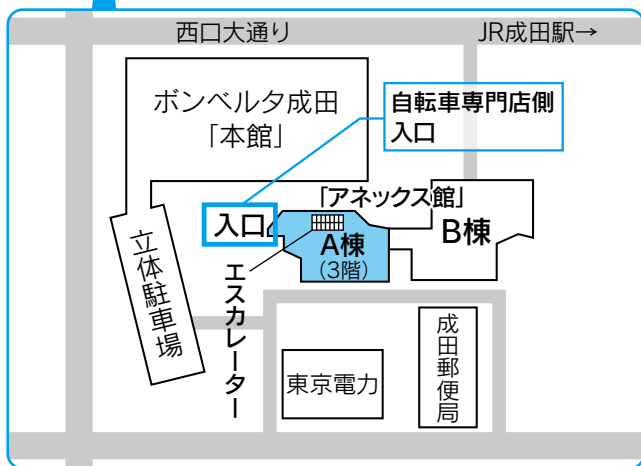 西口大通り
JR成田駅→
ボンベルタ成田
「本館」
自転車専門店側
入口
「アネックス館」
入口
A棟
(3階)
B棟
立体駐車場
エスカレーター
東京電力
成田郵便局